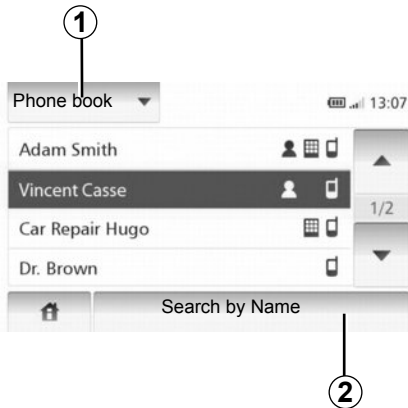 1
Phone book 13:07
Adam Smith
Vincent Casse
1/2
Car Repair Hugo
Dr. Brown
Search by Name
2